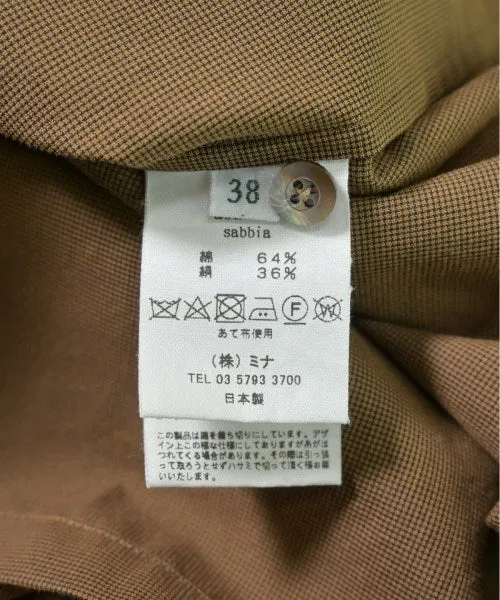 38
sabbia
綿 64%
絹 36%
F
W
あて布使用
(株)ミナ
TEL 03 5793 3700
日本製
この製品は端を裁ち切りにしています。デザ
イン上この様な仕様にしておりますが糸がほ
つれてくる場合があります。その際は引っ張
って取ろうとせずハサミで切って頂く様お願
いいたします。